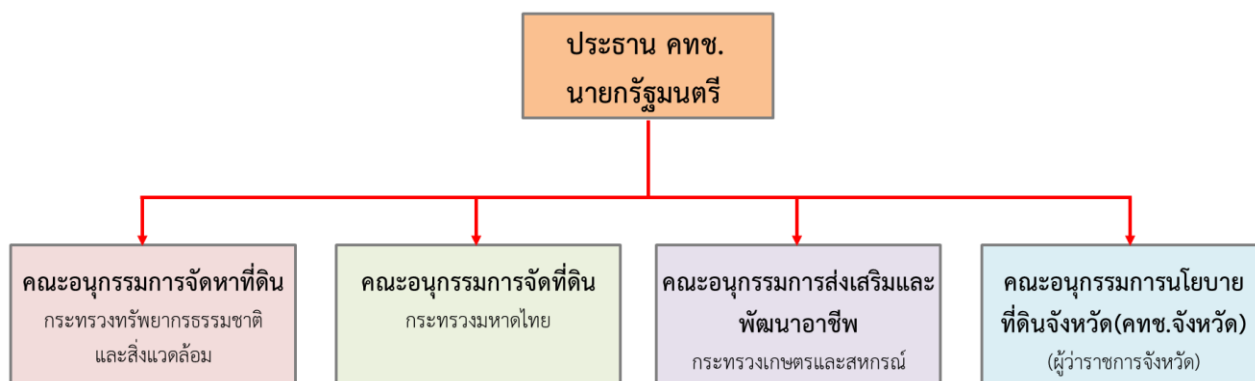 ประธาน คทช.
นายกรัฐมนตรี
คณะอนุกรรมการจัดหาที่ดิน
กระทรวงทรัพยากรธรรมชาติ
และสิ่งแวดล้อม
คณะอนุกรรมการจัดที่ดิน
กระทรวงมหาดไทย
คณะอนุกรรมการส่งเสริมและ
พัฒนาอาชีพ
กระทรวงเกษตรและสหกรณ์
คณะอนุกรรมการนโยบาย
ที่ดินจังหวัด(คทช.จังหวัด)
(ผู้ว่าราชการจังหวัด)